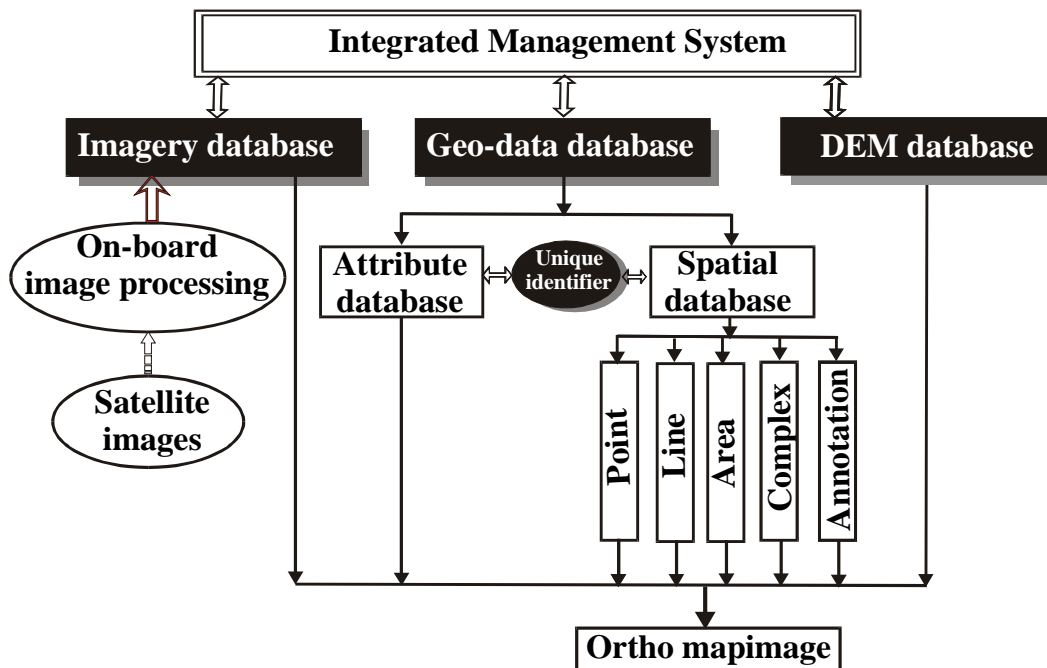 Integrated Management System
Imagery database
Geo-data database
DEM database
On-board
image processing
Attribute
database
Unique
identifier
Spatial
database
Satellite
images
Point
Line
Area
Complex
Annotation
Ortho mapimage